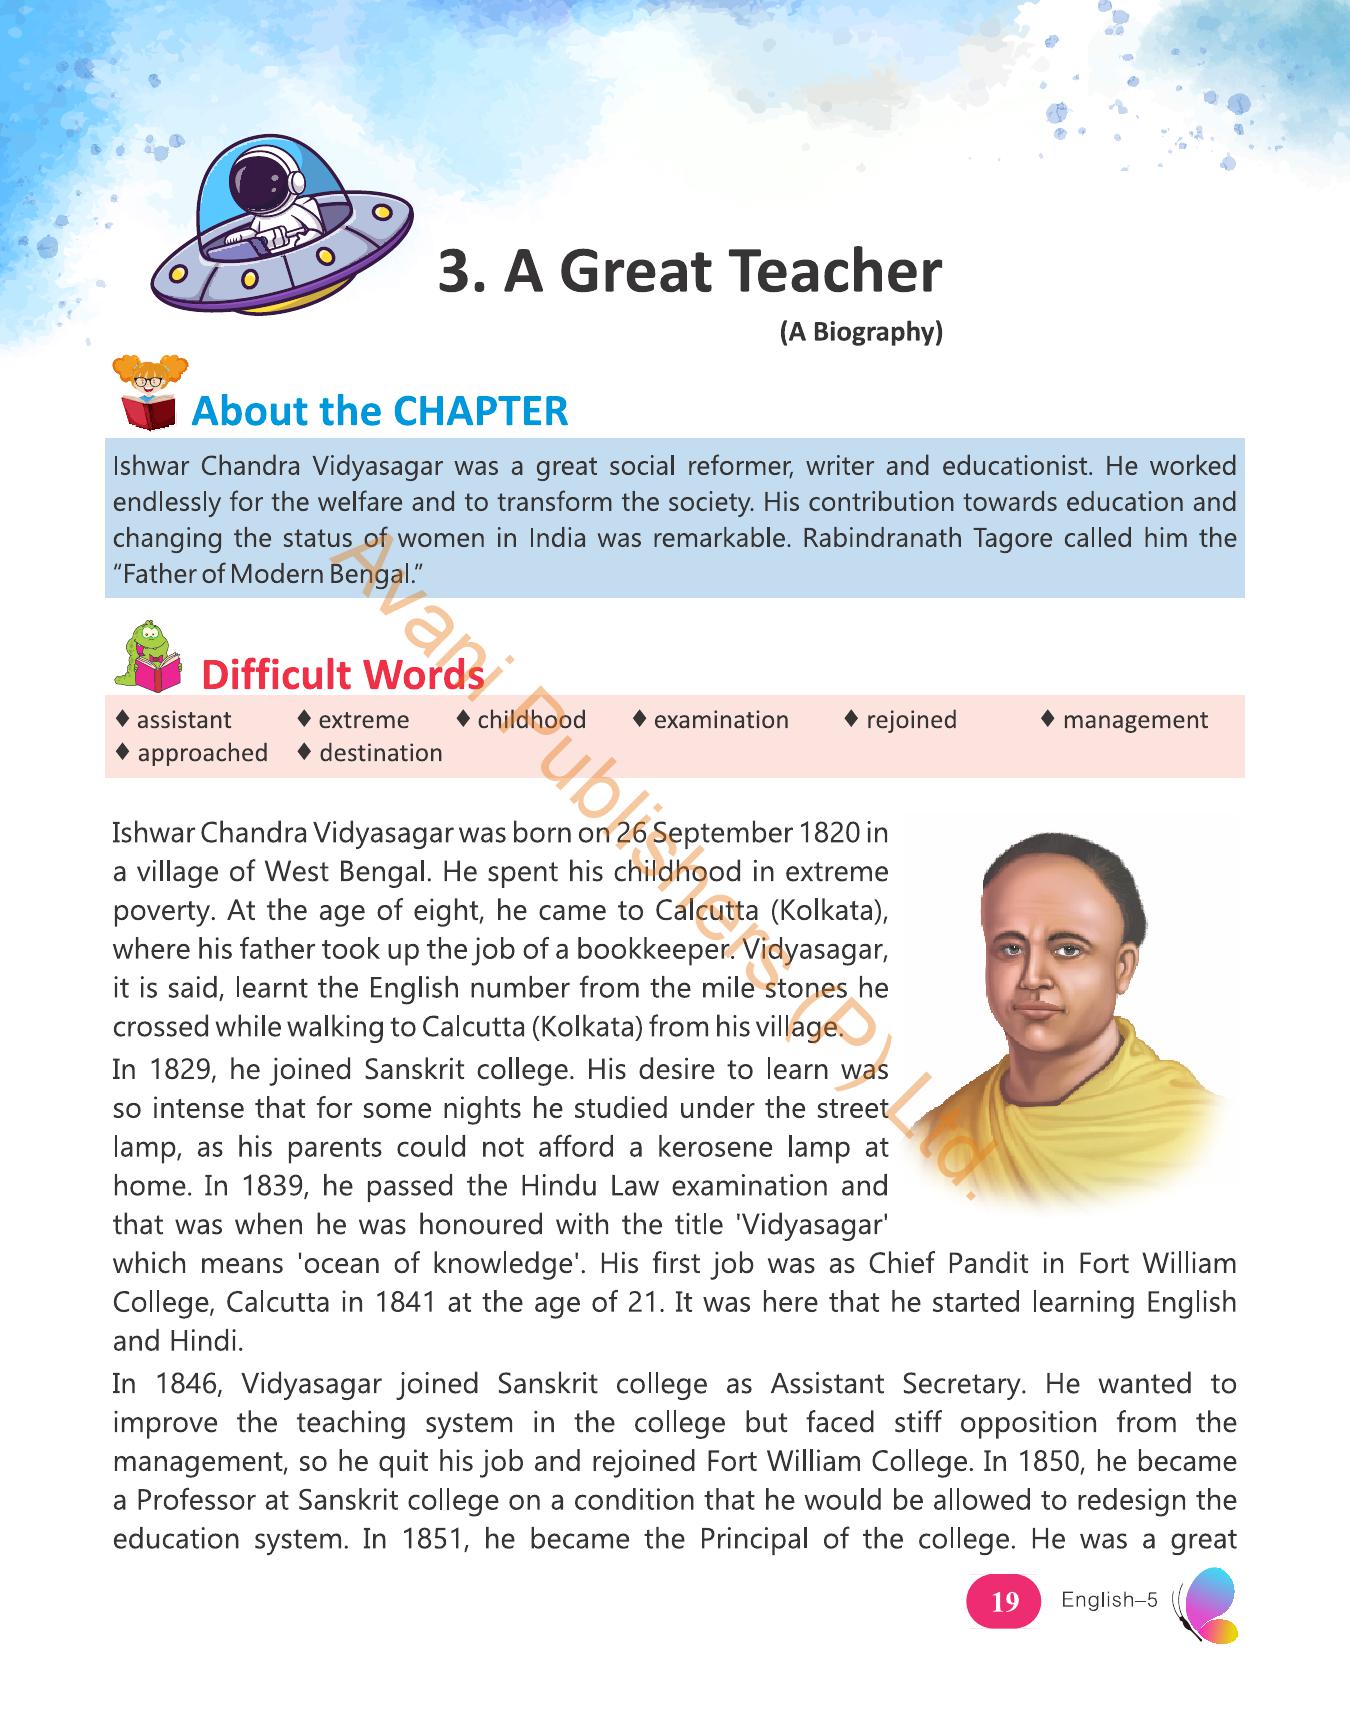 3. A Great Teacher
(A Biography)
About the CHAPTER
Ishwar Chandra Vidyasagar was a great social reformer, writer and educationist. He worked
endlessly for the welfare and to transform the society. His contribution towards education and
changing the status of women in India was remarkable. Rabindranath Tagore called him the
“Father of Modern Bengal.”
Difficult Words
♦ assistant ♦ extreme ♦ childhood ♦ examination ♦ rejoined ♦ management
♦ approached ♦ destination
Ishwar Chandra Vidyasagar was born on 26 September 1820 in
a village of West Bengal. He spent his childhood in extreme
poverty. At the age of eight, he came to Calcutta (Kolkata),
where his father took up the job of a bookkeeper. Vidyasagar,
it is said, learnt the English number from the mile stones he
crossed while walking to Calcutta (Kolkata) from his village.
In 1829, he joined Sanskrit college. His desire to learn was
so intense that for some nights he studied under the street
lamp, as his parents could not afford a kerosene lamp at
home. In 1839, he passed the Hindu Law examination and
that was when he was honoured with the title 'Vidyasagar'
which means 'ocean of knowledge'. His first job was as Chief Pandit in Fort William
College, Calcutta in 1841 at the age of 21. It was here that he started learning English
and Hindi.
In 1846, Vidyasagar joined Sanskrit college as Assistant Secretary. He wanted to
improve the teaching system in the college but faced stiff opposition from the
management, so he quit his job and rejoined Fort William College. In 1850, he became
a Professor at Sanskrit college on a condition that he would be allowed to redesign the
education system. In 1851, he became the Principal of the college. He was a great
19 English–5
Avani Publishers (P) Ltd.